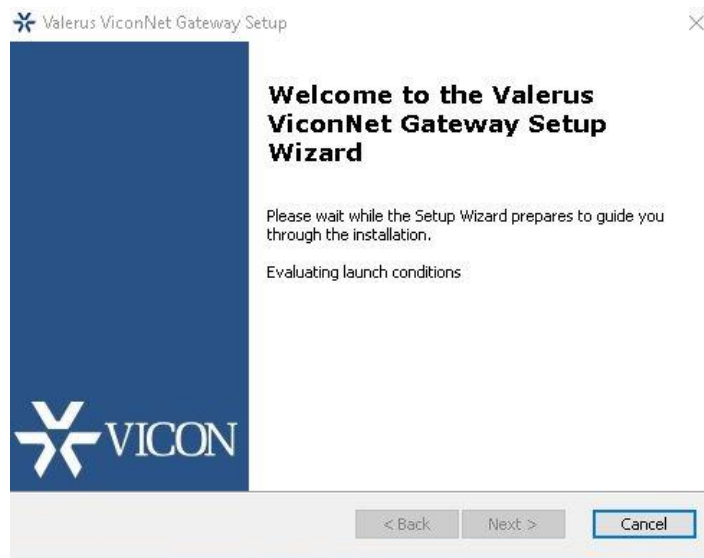 Valerus ViconNet Gateway Setup
Welcome to the Valerus
ViconNet Gateway Setup
Wizard
Please wait while the Setup Wizard prepares to guide you
through the installation.
Evaluating launch conditions
VICON
< Back Next > Cancel